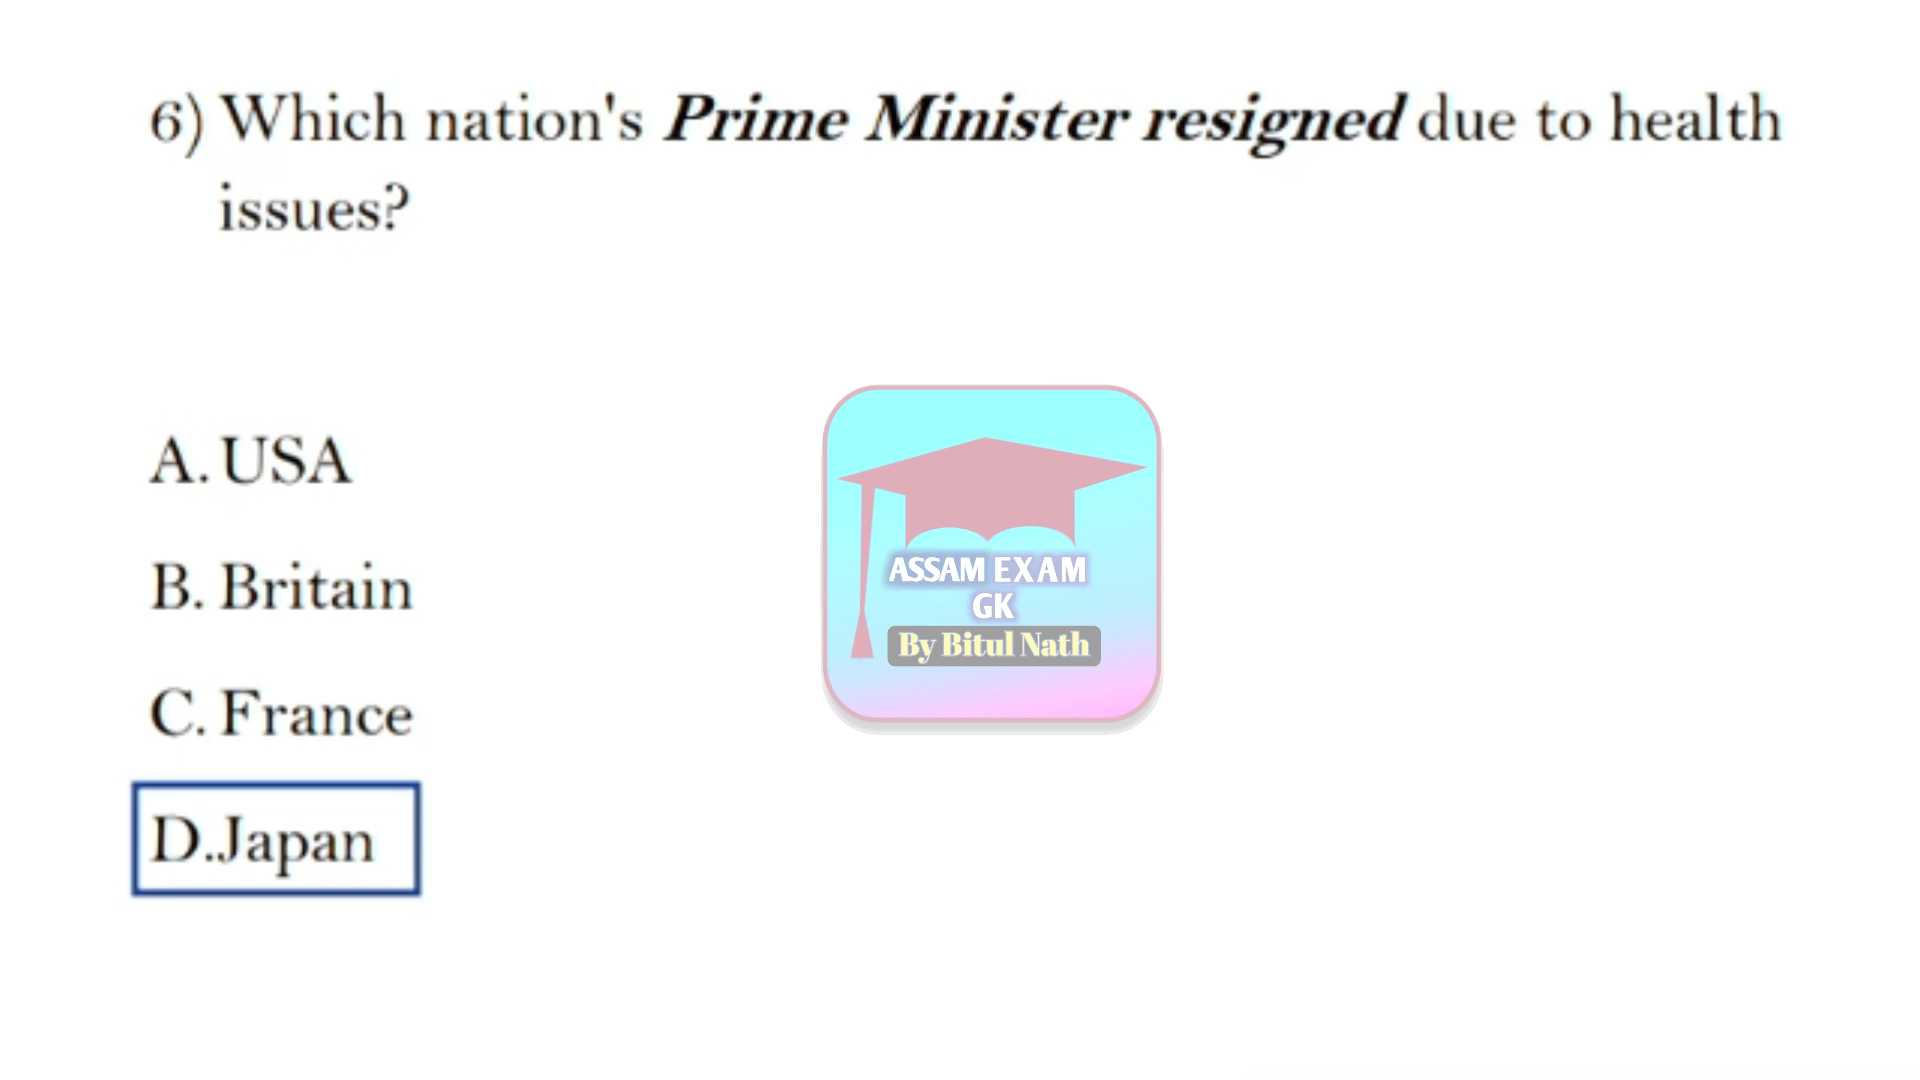 6) Which nation's Prime Minister resigned due to health
issues?
A. USA
B. Britain
C. France
D.Japan
ASSAM EXAM
GK
By Bitul Nath